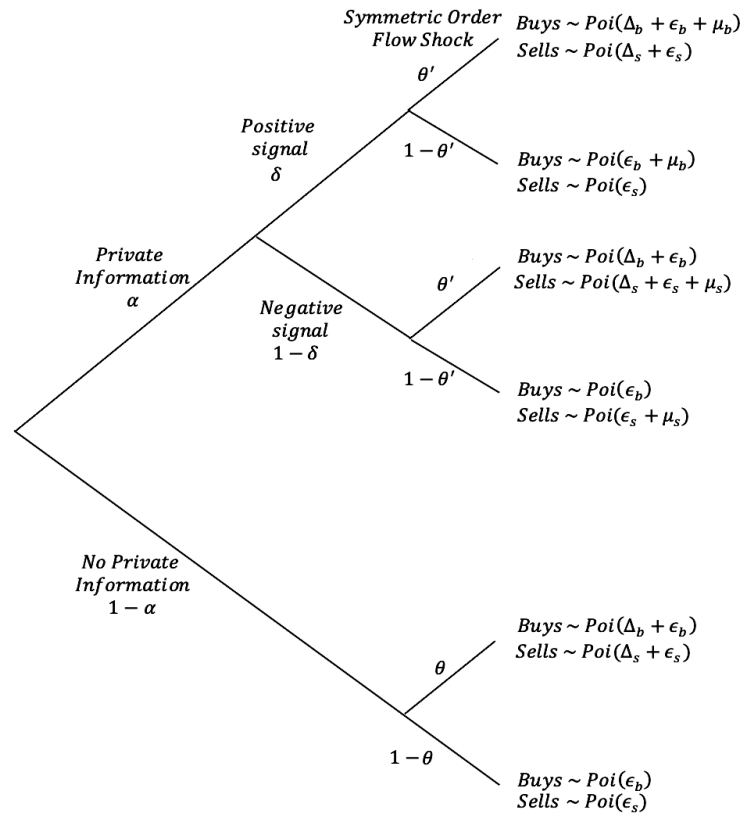 Symmetric Order
Flow Shock
θ′
Buys ~ Poi(Δ_b + ϵ_b + μ_b)
Sells ~ Poi(Δ_s + ϵ_s)
Positive
signal
δ
1 − θ′
Buys ~ Poi(ϵ_b + μ_b)
Sells ~ Poi(ϵ_s)
Private
Information
α
Negative
signal
1 − δ
θ′
Buys ~ Poi(Δ_b + ϵ_b)
Sells ~ Poi(Δ_s + ϵ_s + μ_s)
1 − θ′
Buys ~ Poi(ϵ_b)
Sells ~ Poi(ϵ_s + μ_s)
No Private
Information
1 − α
θ
Buys ~ Poi(Δ_b + ϵ_b)
Sells ~ Poi(Δ_s + ϵ_s)
1 − θ
Buys ~ Poi(ϵ_b)
Sells ~ Poi(ϵ_s)